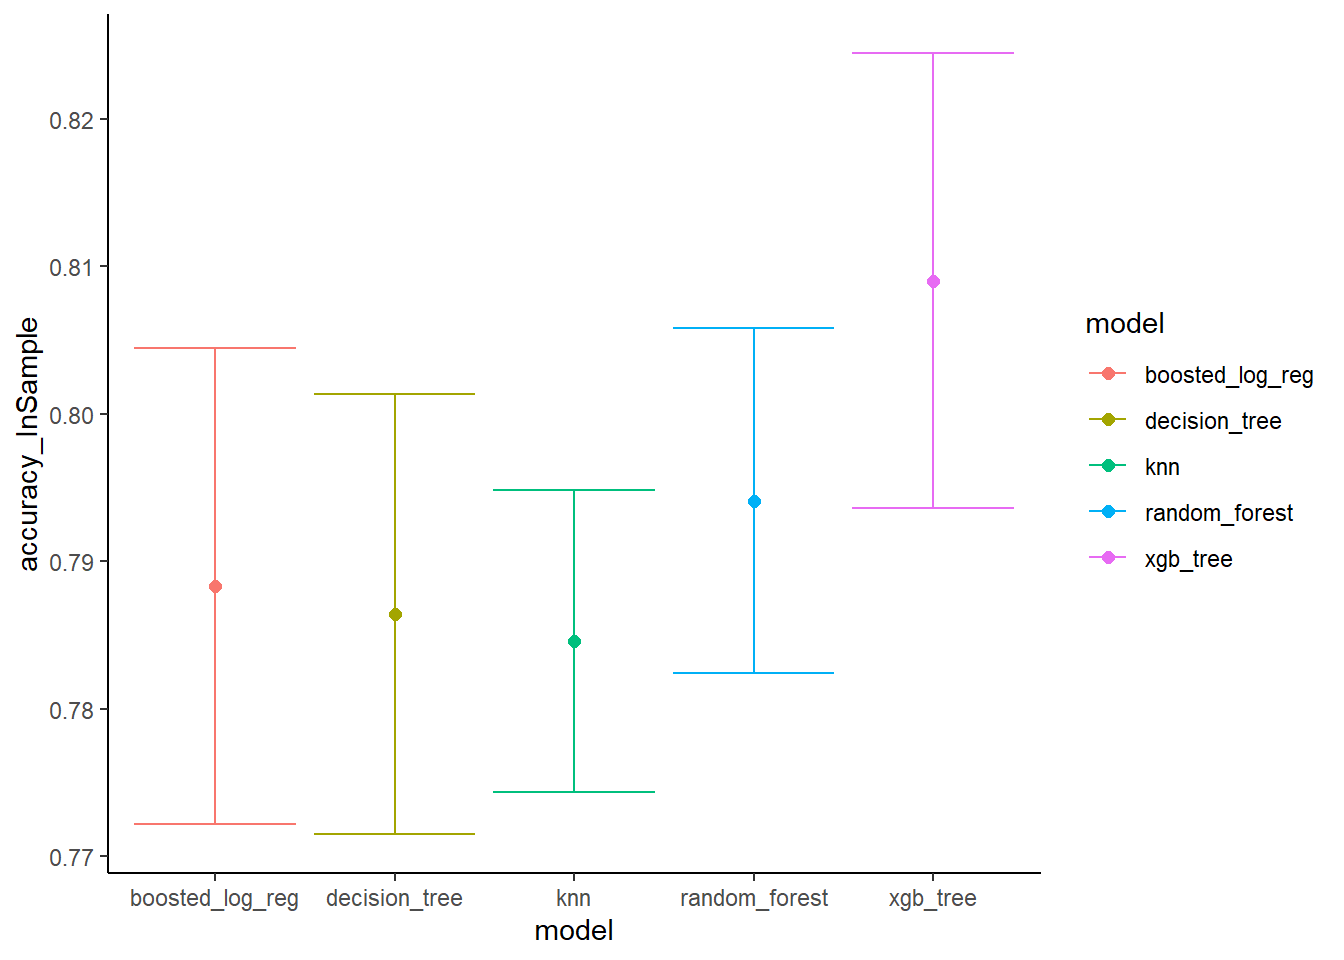 accuracy_InSample
0.82
0.81
0.80
0.79
0.78
0.77
boosted_log_reg
decision_tree
knn
random_forest
xgb_tree
model
model
boosted_log_reg
decision_tree
knn
random_forest
xgb_tree